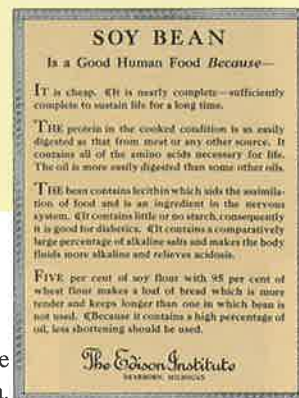 SOY BEAN
Is a Good Human Food Because—
IT is cheap. ¶It is nearly complete—sufficiently
complete to sustain life for a long time.
THE protein in the cooked condition is as easily
digested as that from meat or any other source. It
contains all of the amino acids necessary for life.
The oil is more easily digested than some other oils.
THE bean contains lecithin which aids the assimila-
tion of food and is an ingredient in the nervous
system. ¶It contains little or no starch, consequently
it is good for diabetics. ¶It contains a comparatively
large percentage of alkaline salts and makes the body
fluids more alkaline and relieves acidosis.
FIVE per cent of soy flour with 95 per cent of
wheat flour makes a loaf of bread which is more
tender and keeps longer than one in which bean is
not used. ¶Because it contains a high percentage of
oil, less shortening should be used.
The Edison Institute
DEARBORN, MICHIGAN